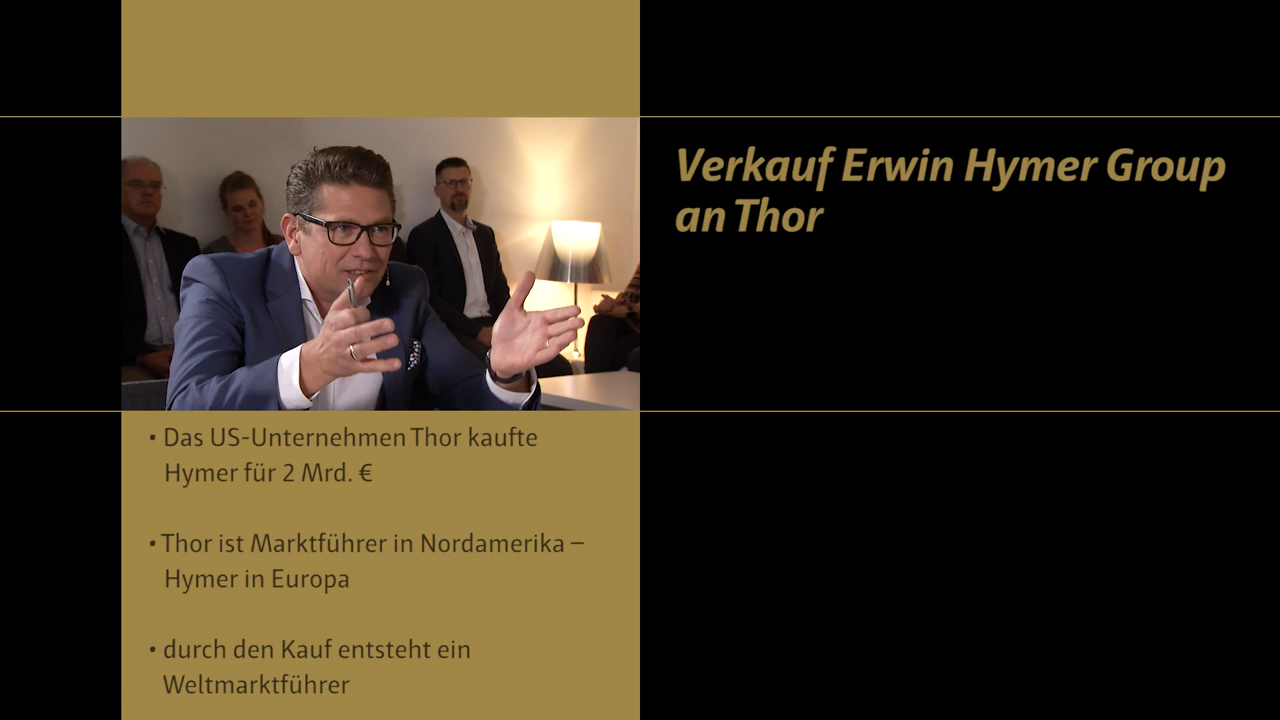 Verkauf Erwin Hymer Group
an Thor
• Das US-Unternehmen Thor kaufte
Hymer für 2 Mrd. €
• Thor ist Marktführer in Nordamerika –
Hymer in Europa
• durch den Kauf entsteht ein
Weltmarktführer